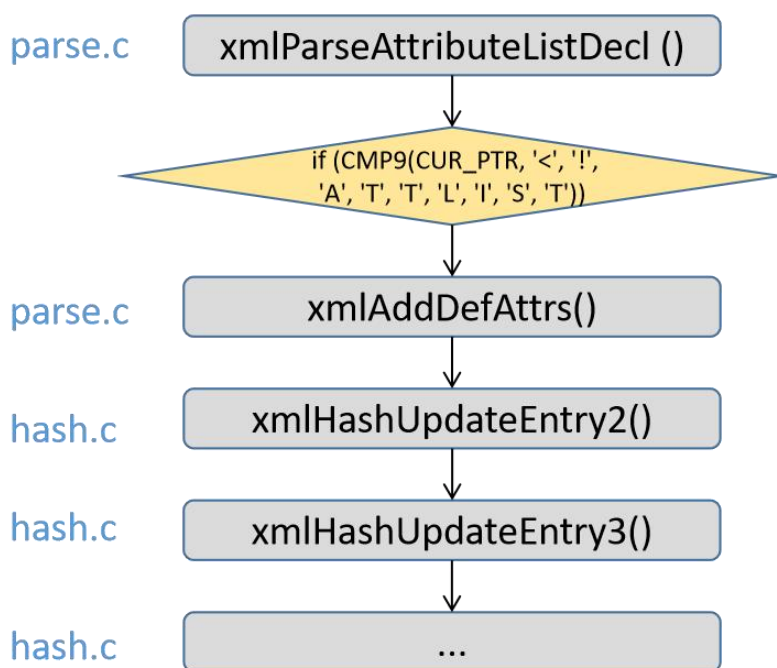 parse.c xmlParseAttributeListDecl ()
if (CMP9(CUR_PTR, '<', '!',
'A', 'T', 'T', 'L', 'I', 'S', 'T'))
parse.c xmlAddDefAttrs()
hash.c xmlHashUpdateEntry2()
hash.c xmlHashUpdateEntry3()
hash.c ...